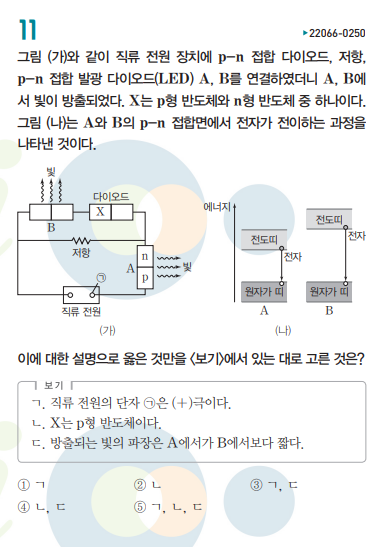 11
▸22066-0250
그림 (가)와 같이 직류 전원 장치에 p-n 접합 다이오드, 저항,
p-n 접합 발광 다이오드(LED) A, B를 연결하였더니 A, B에
서 빛이 방출되었다. X는 p형 반도체와 n형 반도체 중 하나이다.
그림 (나)는 A와 B의 p-n 접합면에서 전자가 전이하는 과정을
나타낸 것이다.
빛
다이오드
X
B
저항
A
n
p
빛
㉠
직류 전원
(가)
에너지
전도띠
전자
원자가 띠
A
전도띠
전자
원자가 띠
B
(나)
이에 대한 설명으로 옳은 것만을 <보기>에서 있는 대로 고른 것은?
보기
ㄱ. 직류 전원의 단자 ㉠은 (+)극이다.
ㄴ. X는 p형 반도체이다.
ㄷ. 방출되는 빛의 파장은 A에서가 B에서보다 짧다.
① ㄱ ② ㄴ ③ ㄱ, ㄷ
④ ㄴ, ㄷ ⑤ ㄱ, ㄴ, ㄷ